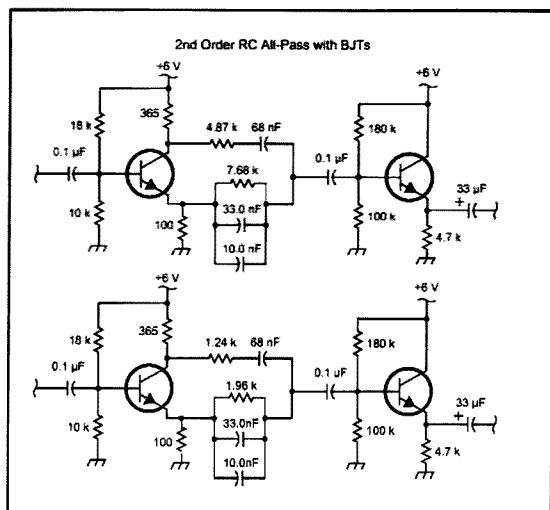 2nd Order RC All-Pass with BJTs
+6 V
+6 V
18 k
365
4.87 k
68 nF
180 k
0.1 µF
7.68 k
0.1 µF
33 µF
+
10 k
100
33.0 nF
100 k
4.7 k
10.0 nF
+6 V
+6 V
18 k
365
1.24 k
68 nF
180 k
0.1 µF
1.96 k
0.1 µF
33 µF
+
10 k
100
33.0nF
100 k
4.7 k
10.0nF